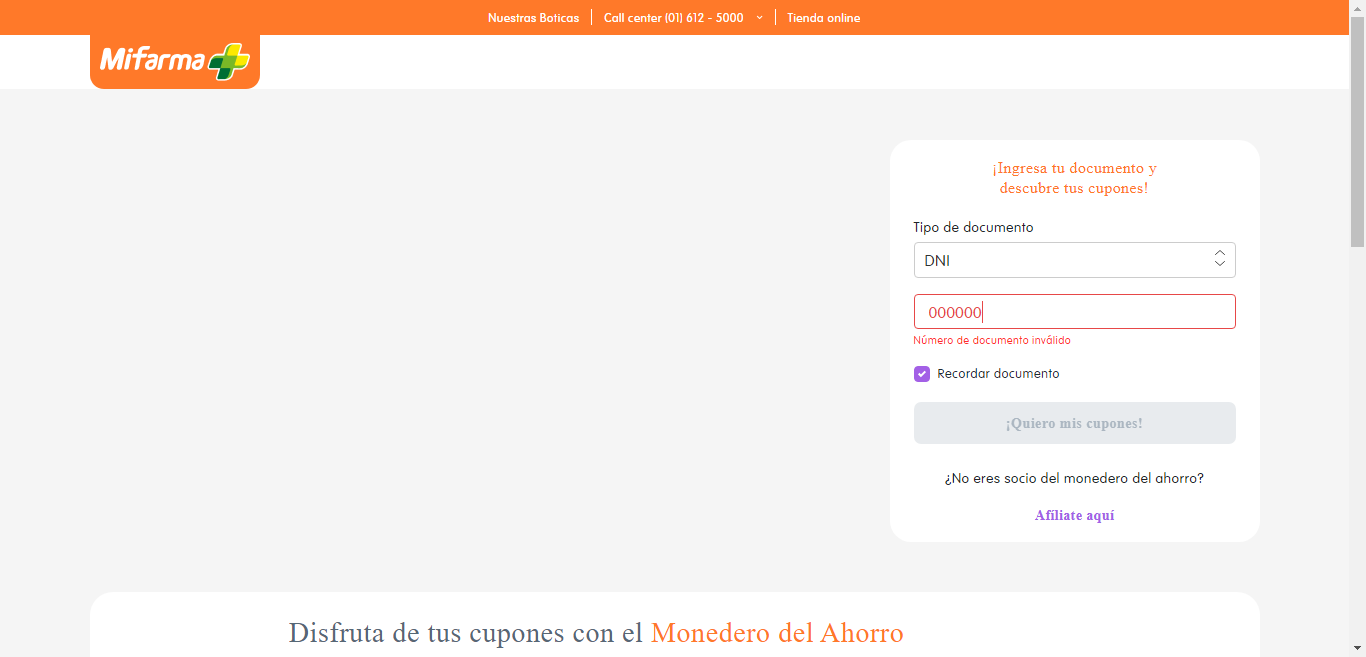 Nuestras Boticas
Call center (01) 612 - 5000
Tienda online
Mifarma
¡Ingresa tu documento y
descubre tus cupones!
Tipo de documento
DNI
000000
Número de documento inválido
Recordar documento
¡Quiero mis cupones!
¿No eres socio del monedero del ahorro?
Afíliate aquí
Disfruta de tus cupones con el Monedero del Ahorro